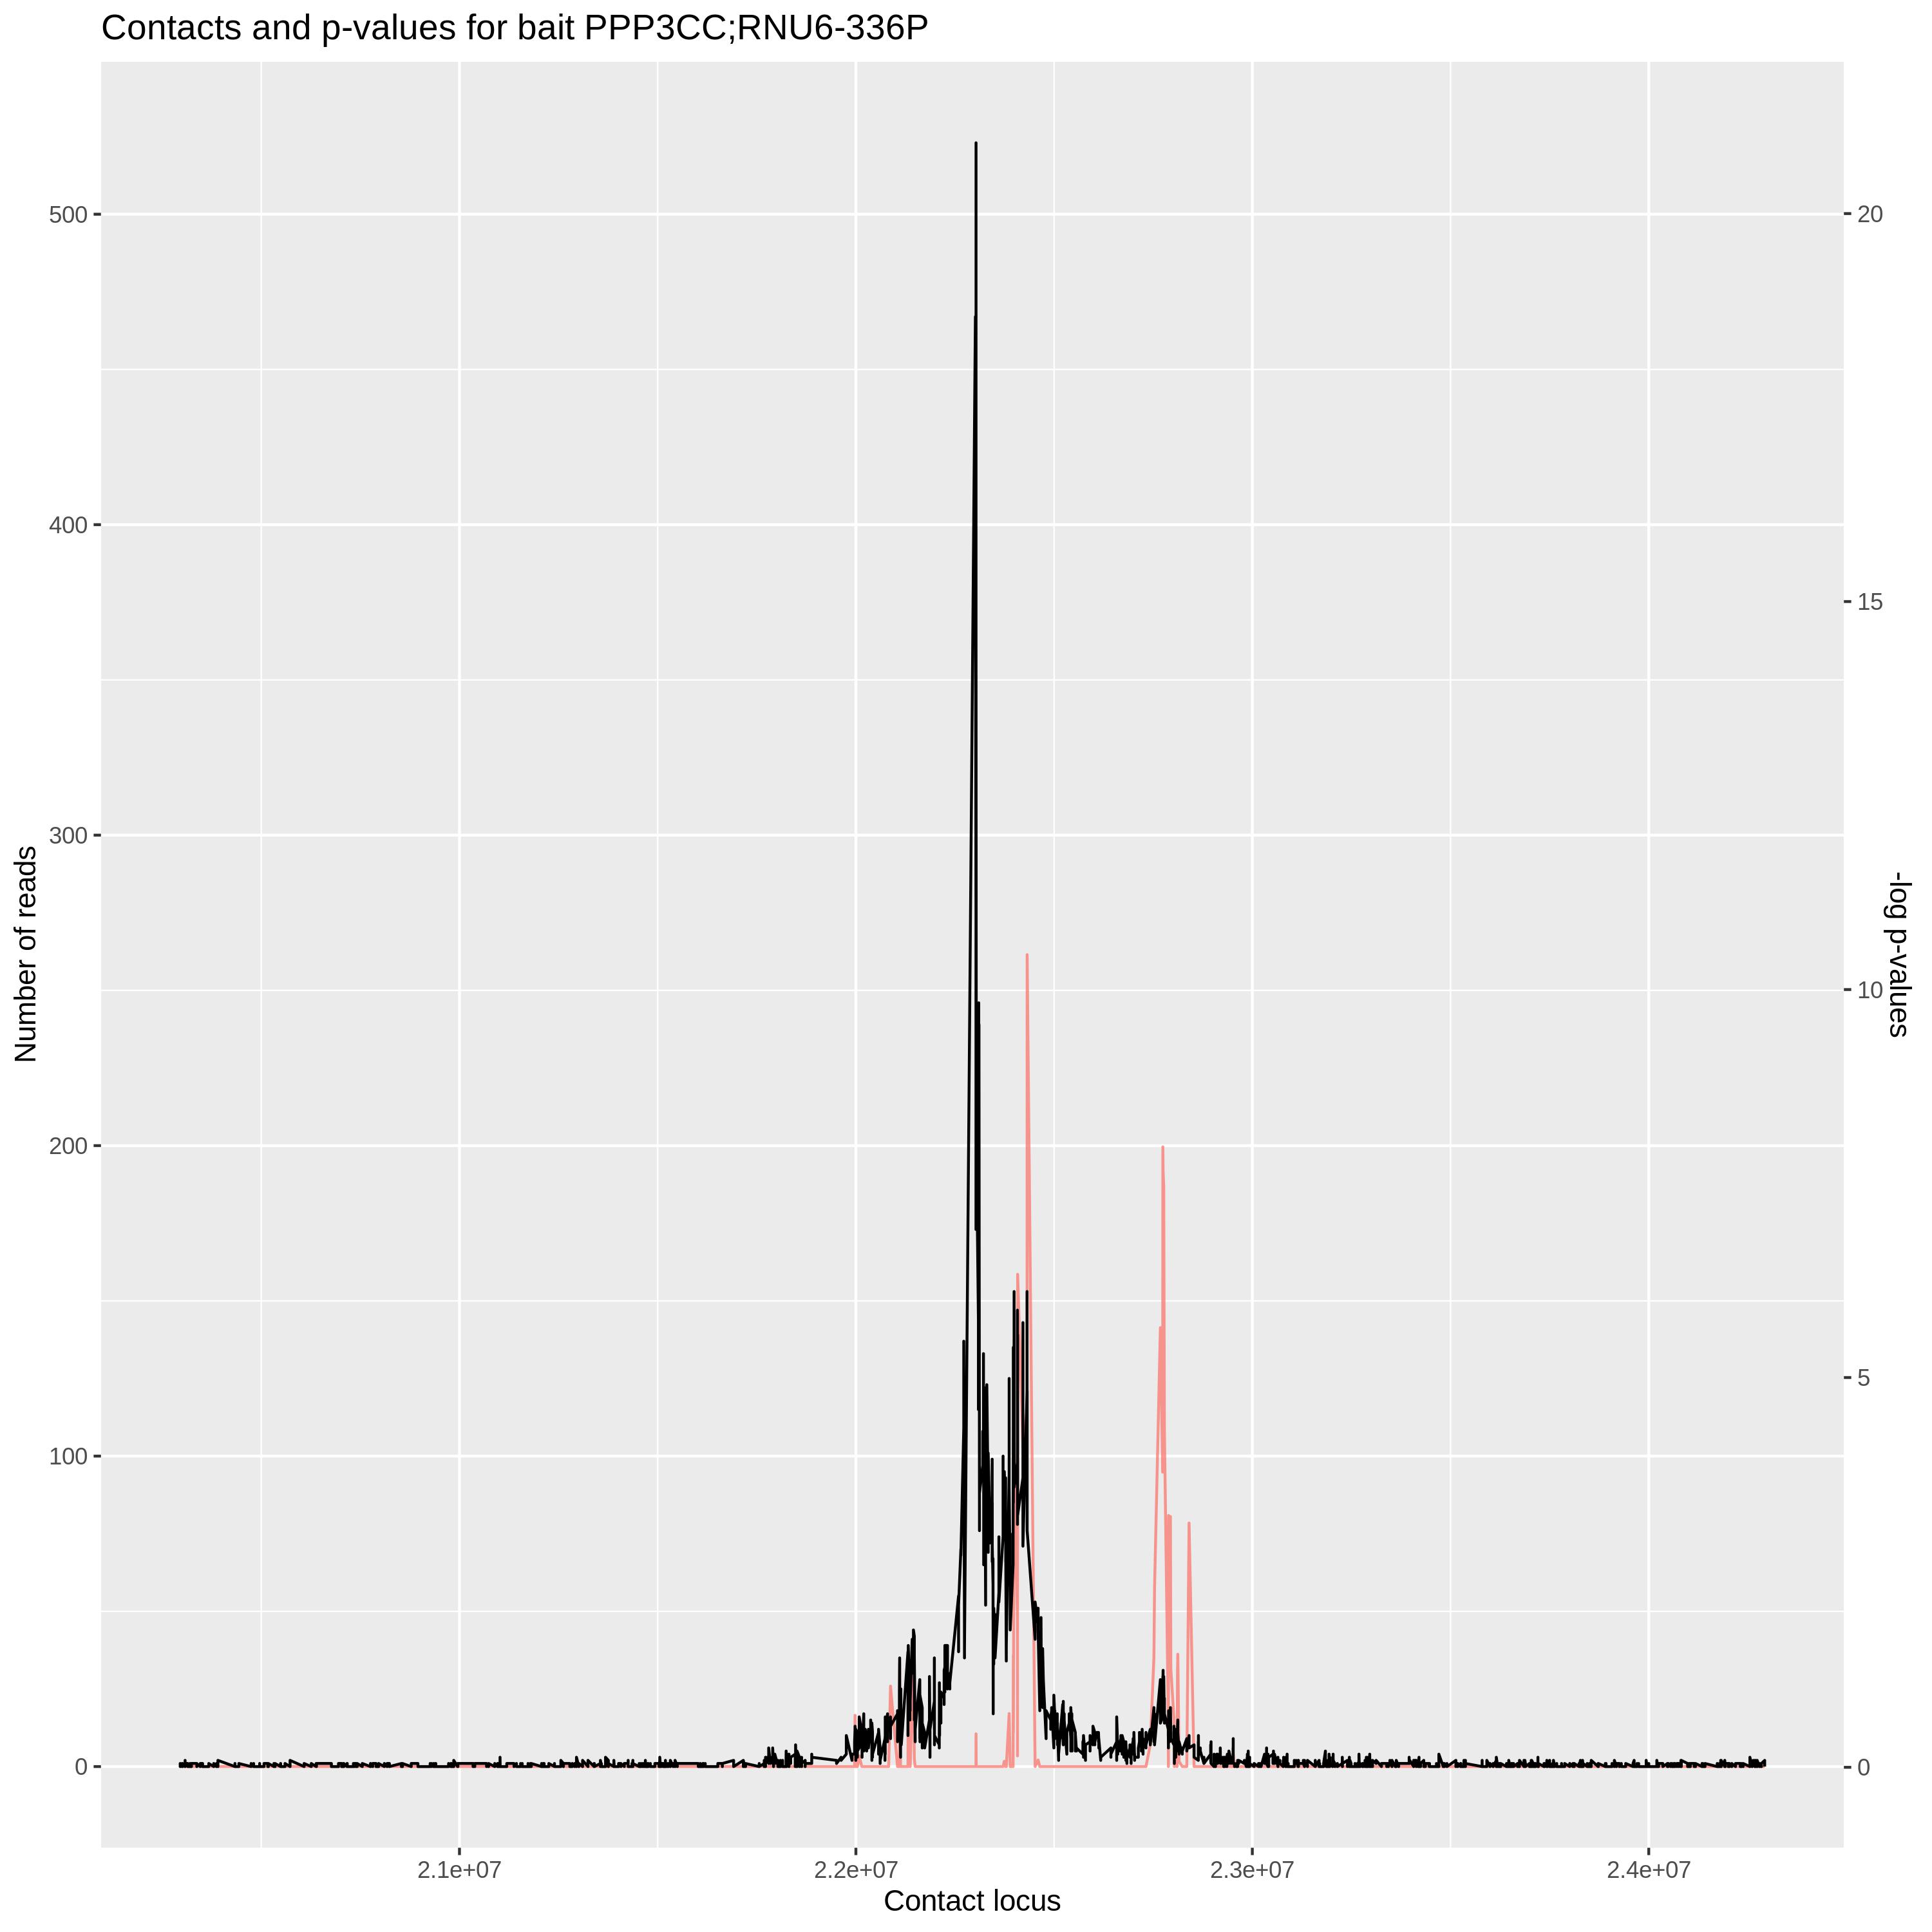 Contacts and p-values for bait PPP3CC;RNU6-336P
500
400
300
200
100
0
Number of reads
20
15
10
5
0
-log p-values
2.1e+07
2.2e+07
2.3e+07
2.4e+07
Contact locus